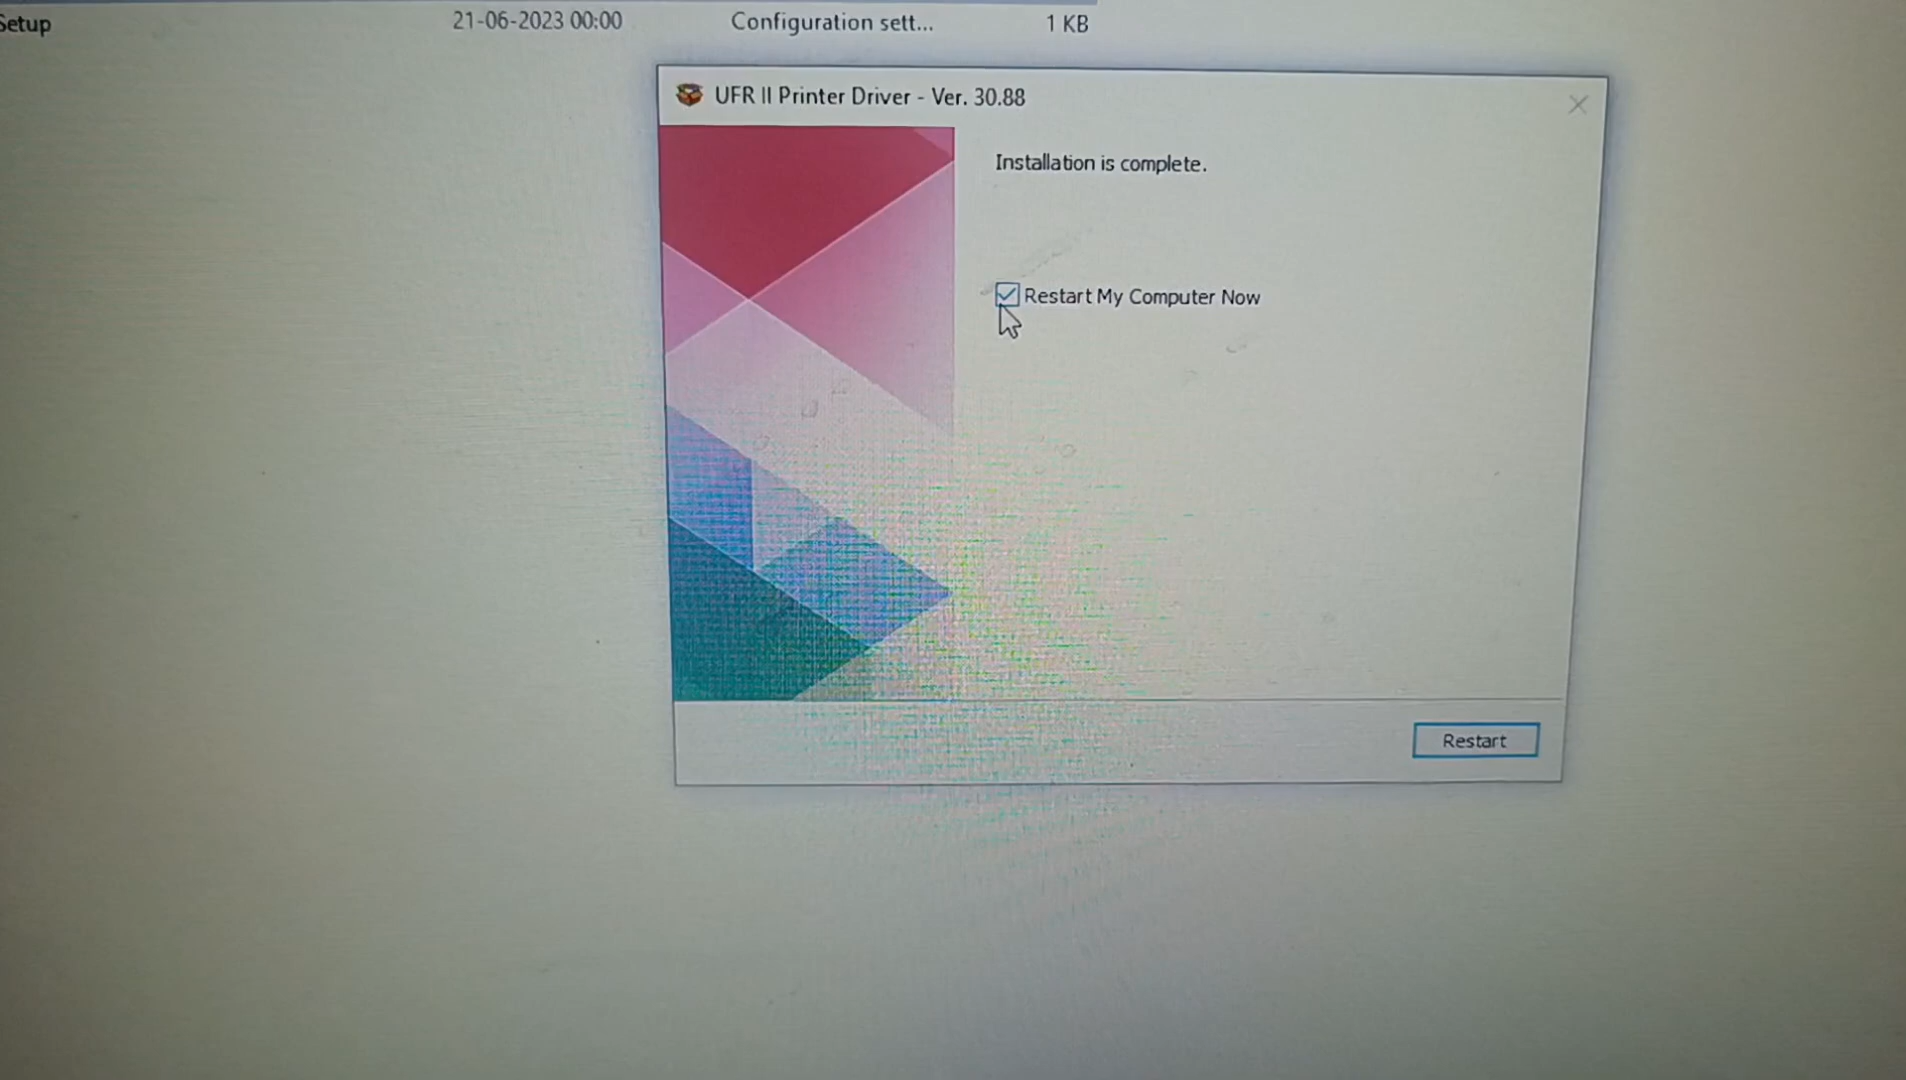 Setup 21-06-2023 00:00 Configuration sett... 1 KB
UFR II Printer Driver - Ver. 30.88
Installation is complete.
Restart My Computer Now
Restart